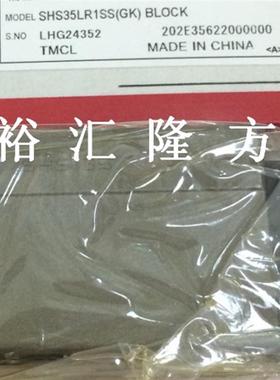 MODEL SHS35LR1SS(GK) BLOCK
S.NO LHG24352 202E35622000000
TMCL MADE IN CHINA <A>
裕汇隆方